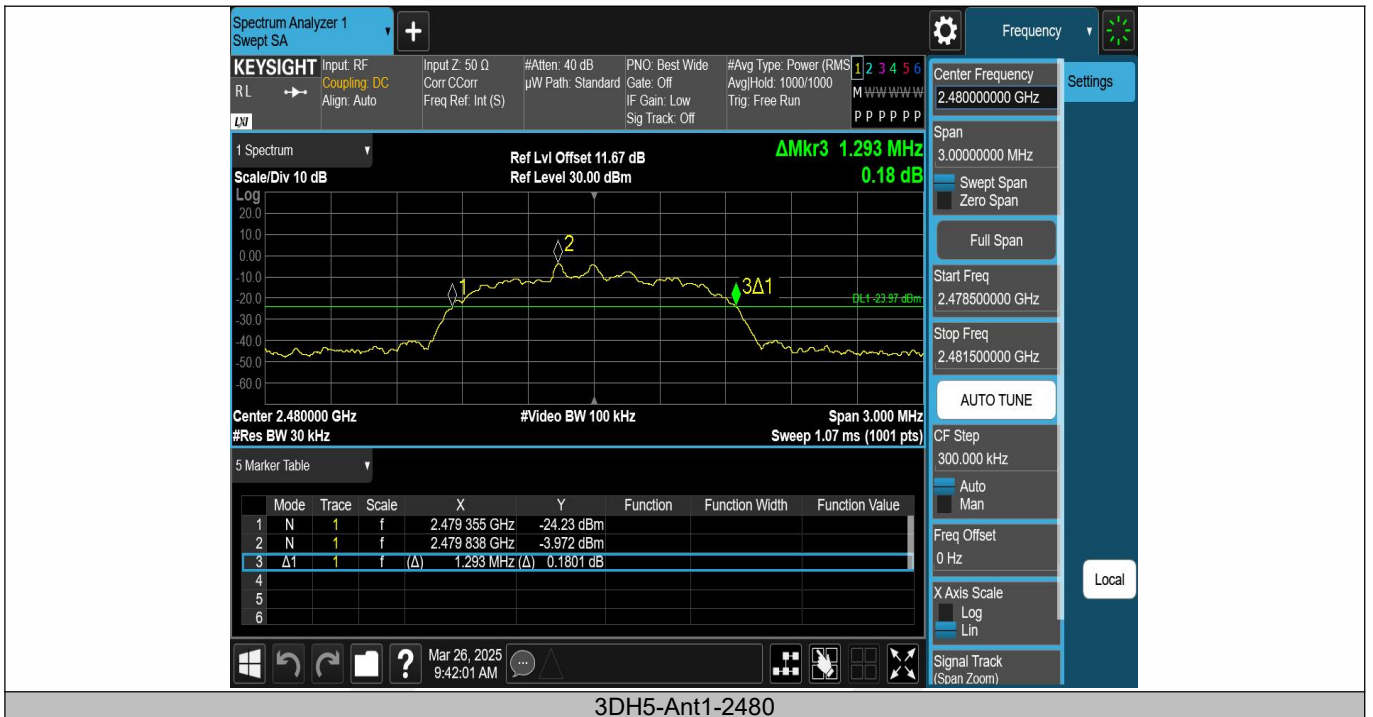 Spectrum Analyzer 1
Swept SA
+
Frequency
KEYSIGHT
RL
LXI
Input: RF
Coupling: DC
Align: Auto
Input Z: 50 Ω
Corr CCorr
Freq Ref: Int (S)
#Atten: 40 dB
µW Path: Standard
PNO: Best Wide
Gate: Off
IF Gain: Low
Sig Track: Off
#Avg Type: Power (RMS
Avg|Hold: 1000/1000
Trig: Free Run
1 2 3 4 5 6
M W W W W W
P P P P P P
1 Spectrum
Scale/Div 10 dB
Ref Lvl Offset 11.67 dB
Ref Level 30.00 dBm
ΔMkr3 1.293 MHz
0.18 dB
Log
20.0
10.0
0.00
-10.0
-20.0
-30.0
-40.0
-50.0
-60.0
1
2
3Δ1
DL1 -23.97 dBm
Center 2.480000 GHz
#Res BW 30 kHz
#Video BW 100 kHz
Span 3.000 MHz
Sweep 1.07 ms (1001 pts)
5 Marker Table
Mode Trace Scale X Y Function Function Width Function Value
1 N 1 f 2.479 355 GHz -24.23 dBm
2 N 1 f 2.479 838 GHz -3.972 dBm
3 Δ1 1 f (Δ) 1.293 MHz (Δ) 0.1801 dB
4
5
6
?
Mar 26, 2025
9:42:01 AM
Center Frequency
2.480000000 GHz
Settings
Span
3.00000000 MHz
Swept Span
Zero Span
Full Span
Start Freq
2.478500000 GHz
Stop Freq
2.481500000 GHz
AUTO TUNE
CF Step
300.000 kHz
Auto
Man
Freq Offset
0 Hz
X Axis Scale
Log
Lin
Signal Track
(Span Zoom)
Local
3DH5-Ant1-2480